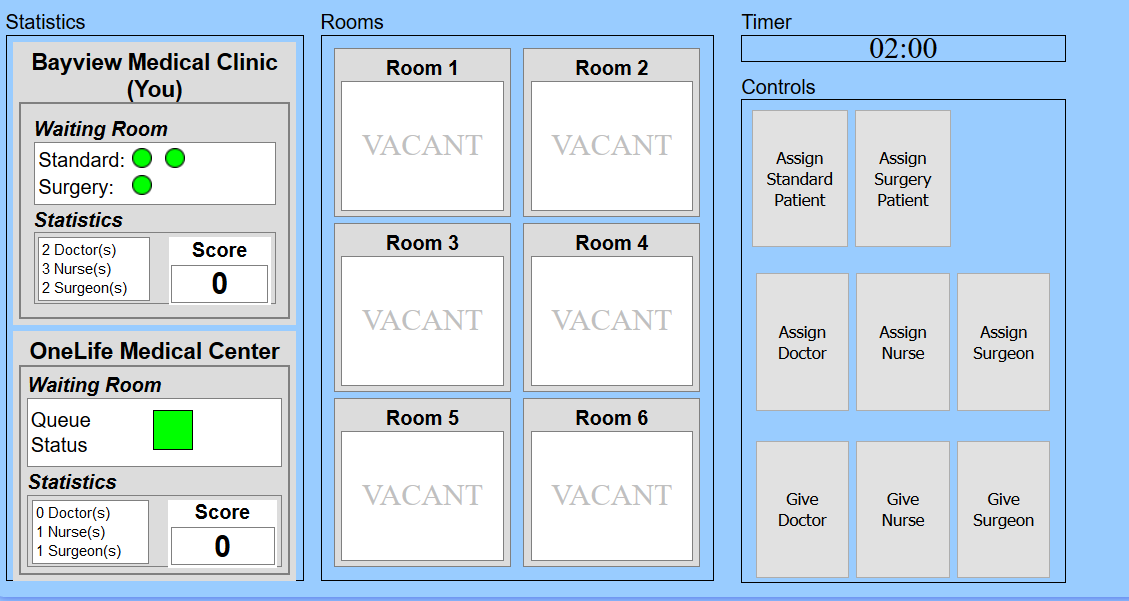 Statistics
Bayview Medical Clinic
(You)
Waiting Room
Standard:
Surgery:
Statistics
2 Doctor(s)
3 Nurse(s)
2 Surgeon(s)
Score
0
OneLife Medical Center
Waiting Room
Queue
Status
Statistics
0 Doctor(s)
1 Nurse(s)
1 Surgeon(s)
Score
0
Rooms
Room 1
VACANT
Room 2
VACANT
Room 3
VACANT
Room 4
VACANT
Room 5
VACANT
Room 6
VACANT
Timer
02:00
Controls
Assign
Standard
Patient
Assign
Surgery
Patient
Assign
Doctor
Assign
Nurse
Assign
Surgeon
Give
Doctor
Give
Nurse
Give
Surgeon